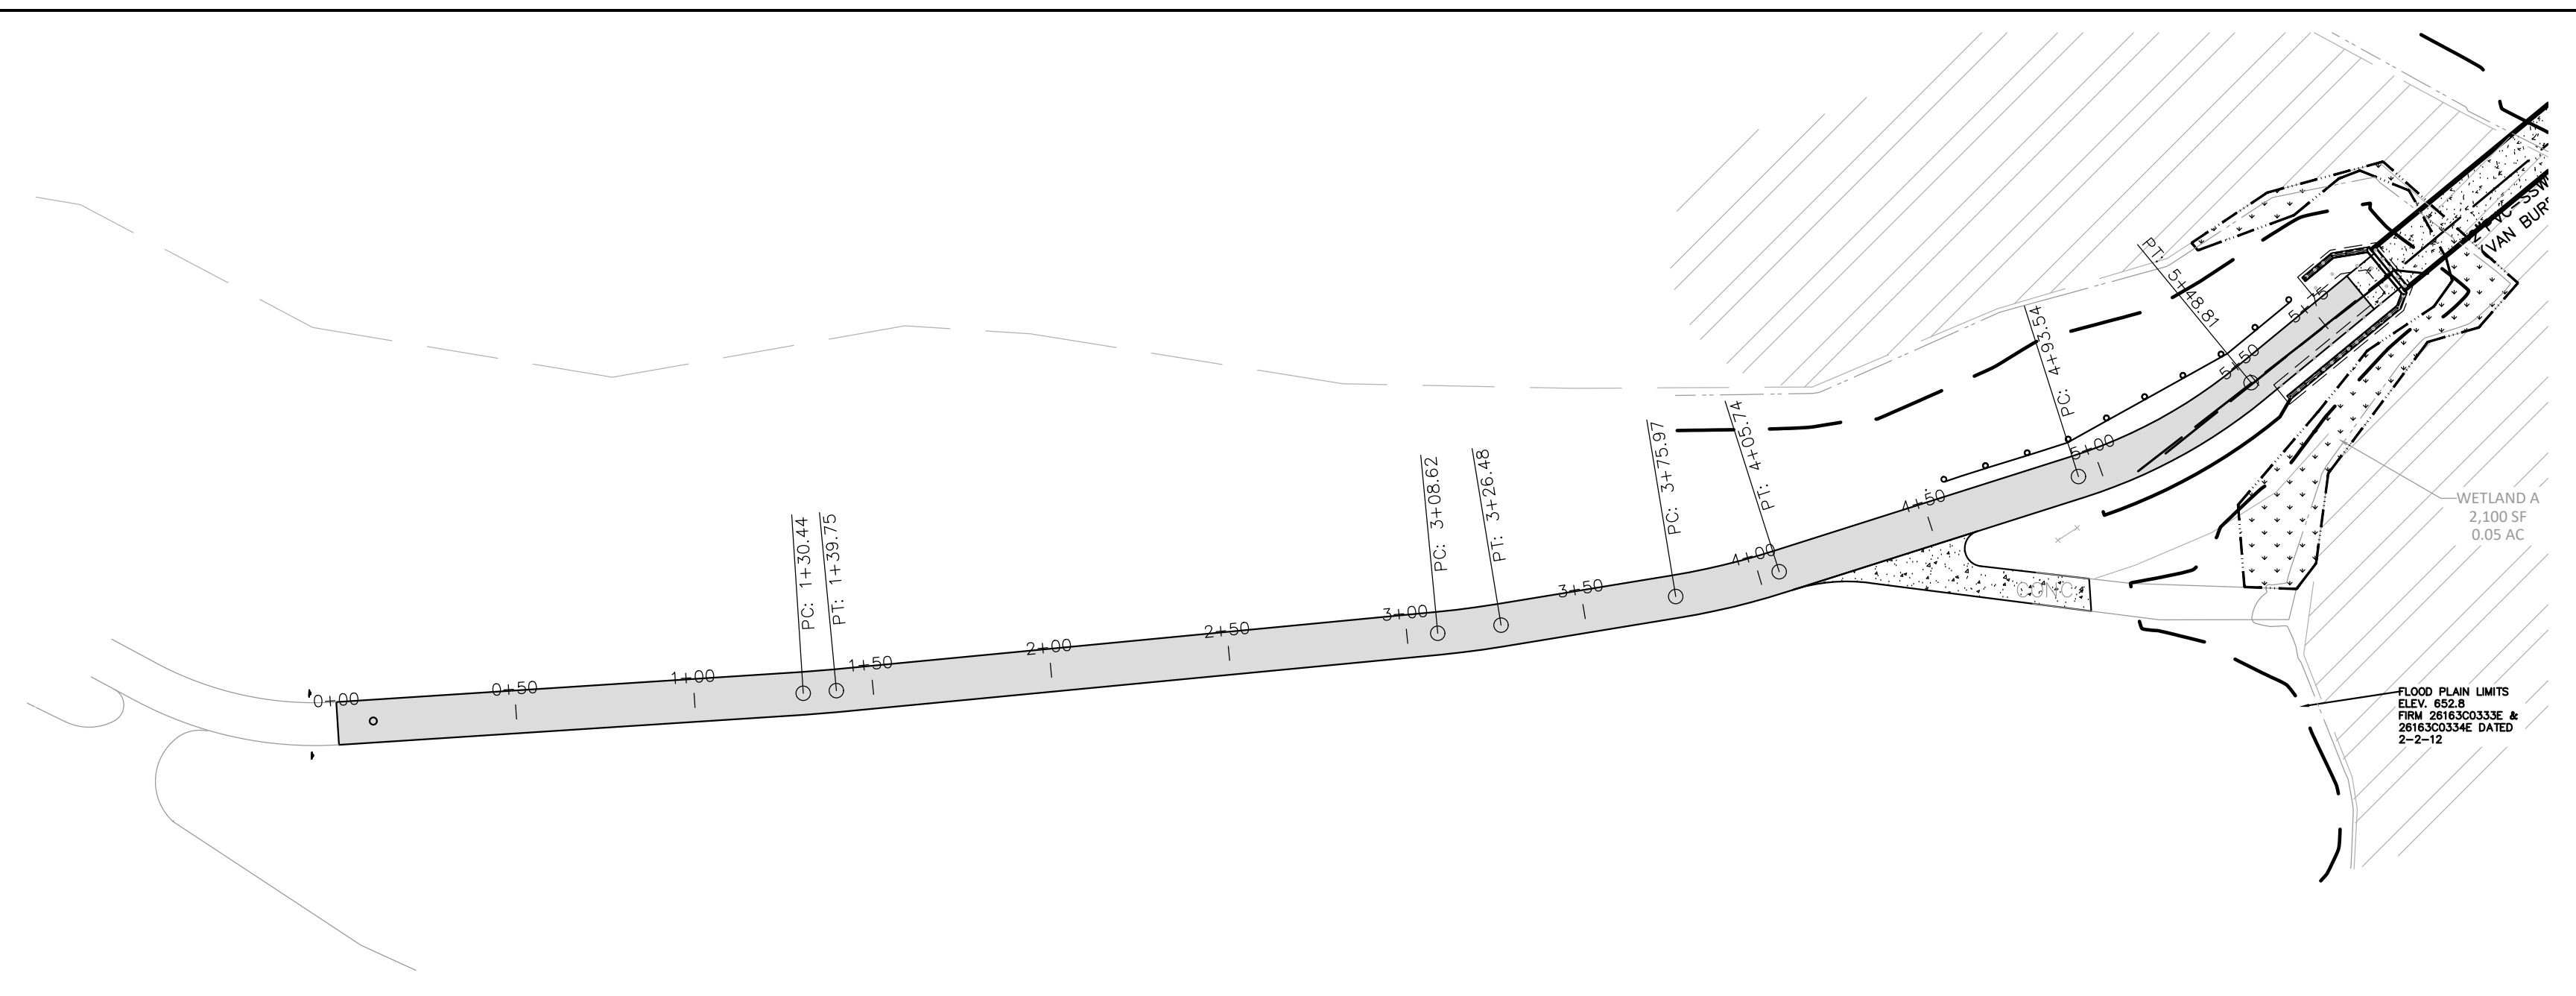 0+00
0+50
1+00
PC: 1+30.44
PT: 1+39.75
1+50
2+00
2+50
3+00
PC: 3+08.62
PT: 3+26.48
3+50
PC: 3+75.97
4+00
PT: 4+05.74
4+50
PC: 4+93.54
5+00
PT: 5+48.81
5+50
5+75
(VAN BUR
CONC.
WETLAND A
2,100 SF
0.05 AC
FLOOD PLAIN LIMITS
ELEV. 652.8
FIRM 26163C0333E &
26163C0334E DATED
2-2-12